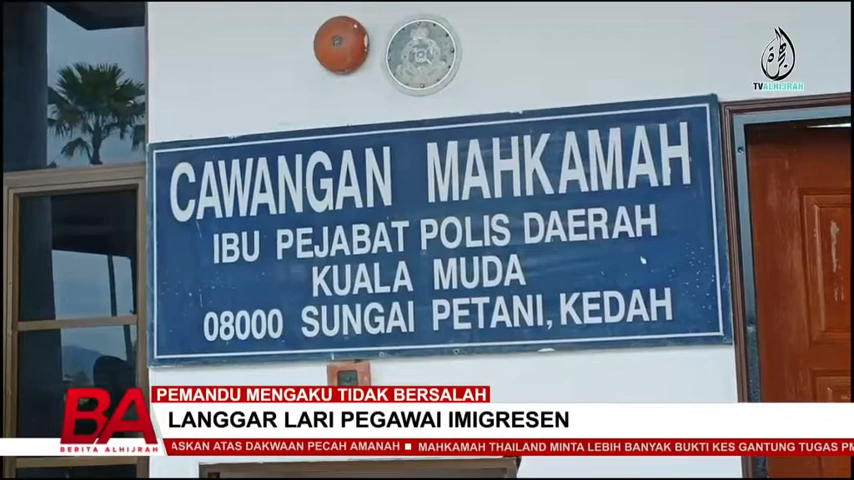 هجرة
TVALHIJRAH
CAWANGAN MAHKAMAH
IBU PEJABAT POLIS DAERAH
KUALA MUDA
08000 SUNGAI PETANI, KEDAH
PEMANDU MENGAKU TIDAK BERSALAH
BA
LANGGAR LARI PEGAWAI IMIGRESEN
BERITA ALHIJRAH
ASKAN ATAS DAKWAAN PECAH AMANAH ■ MAHKAMAH THAILAND MINTA LEBIH BANYAK BUKTI KES GANTUNG TUGAS PM